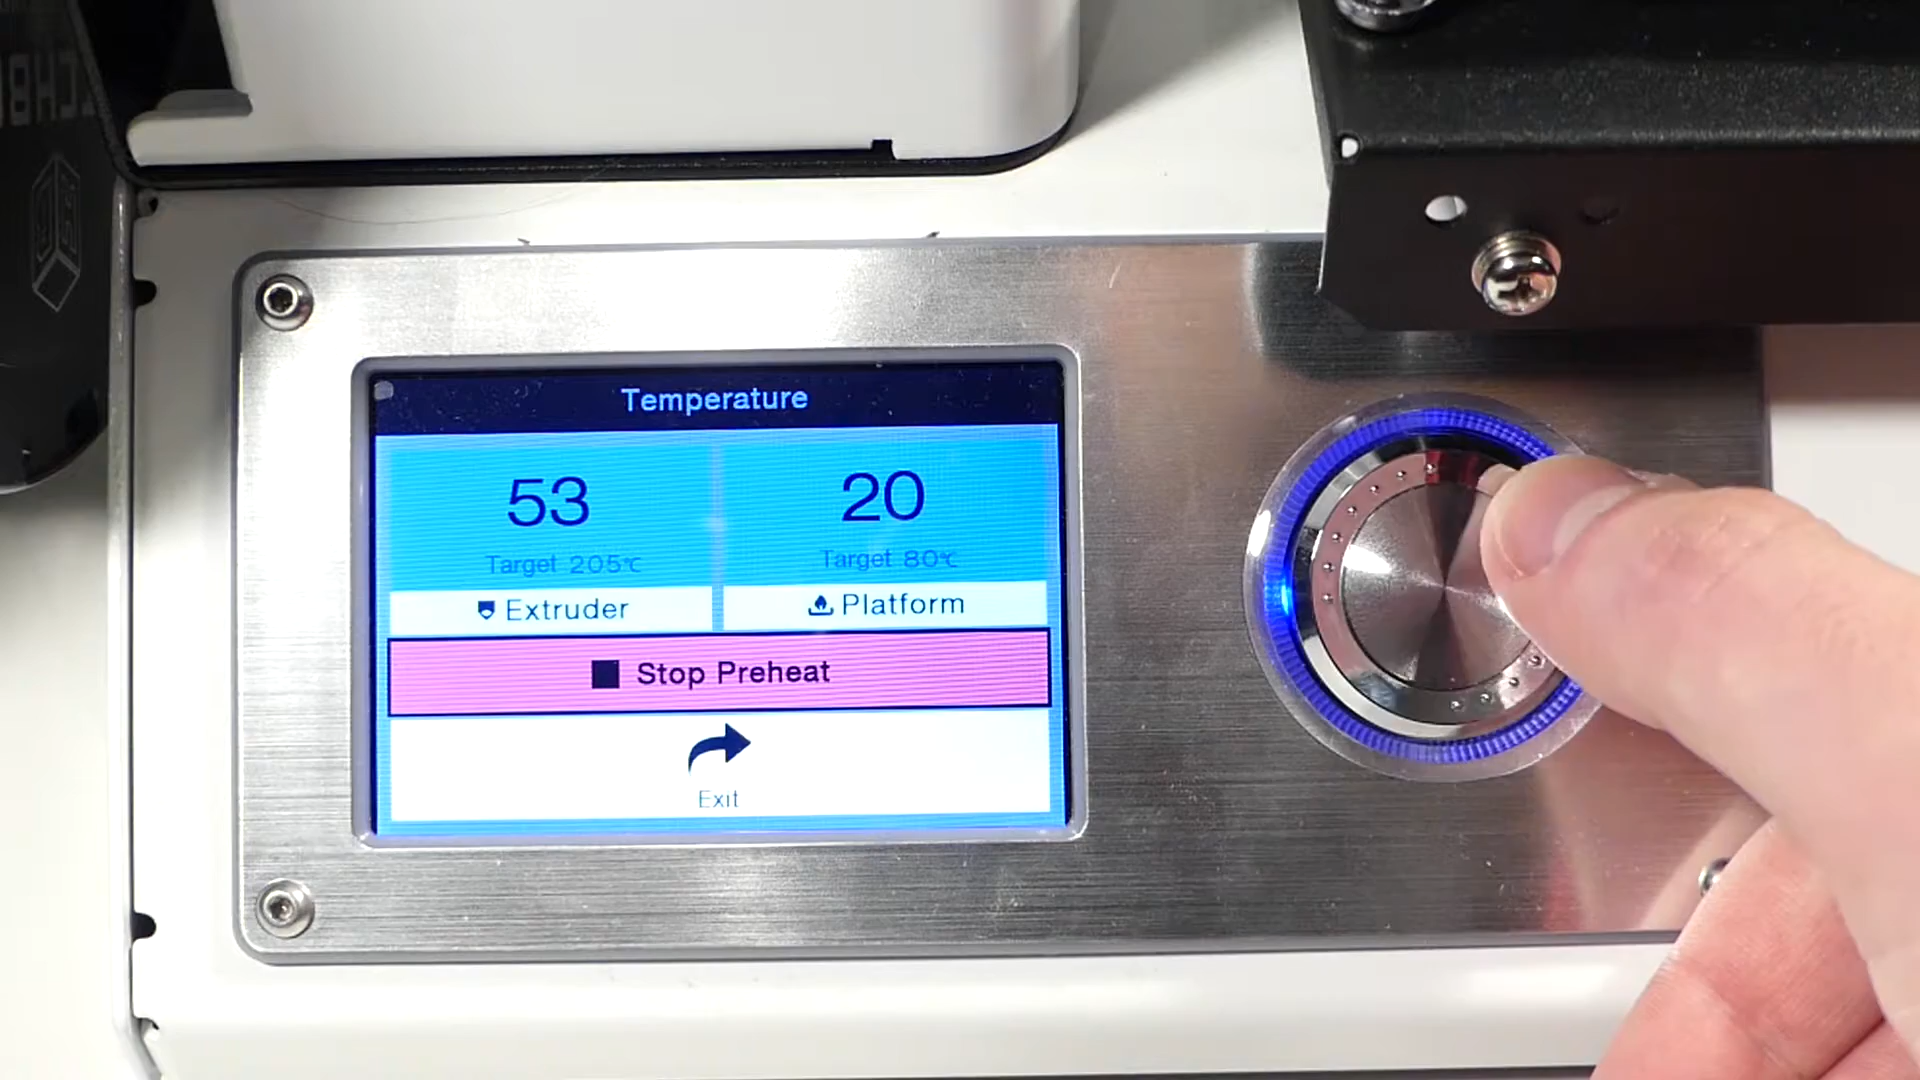 Temperature
53 20
Target 205℃ Target 80℃
Extruder Platform
Stop Preheat
Exit